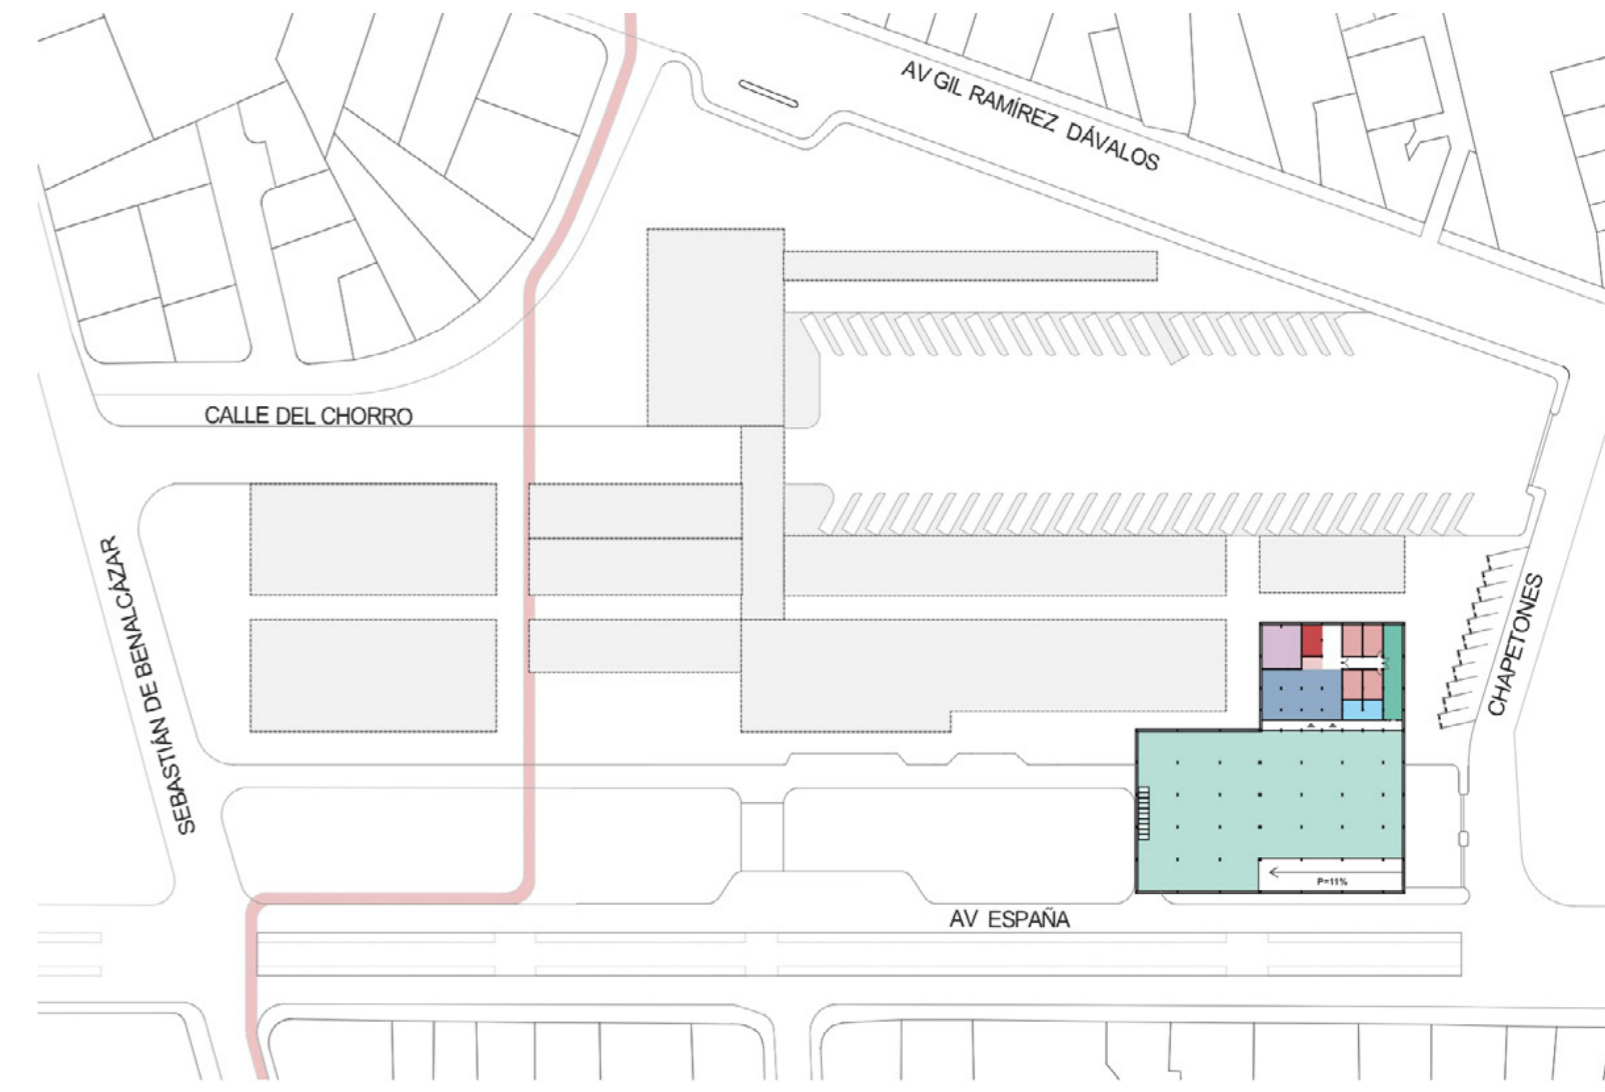 AV GIL RAMÍREZ DÁVALOS
CALLE DEL CHORRO
SEBASTIÁN DE BENALCÁZAR
CHAPETONES
P=11%
AV ESPAÑA